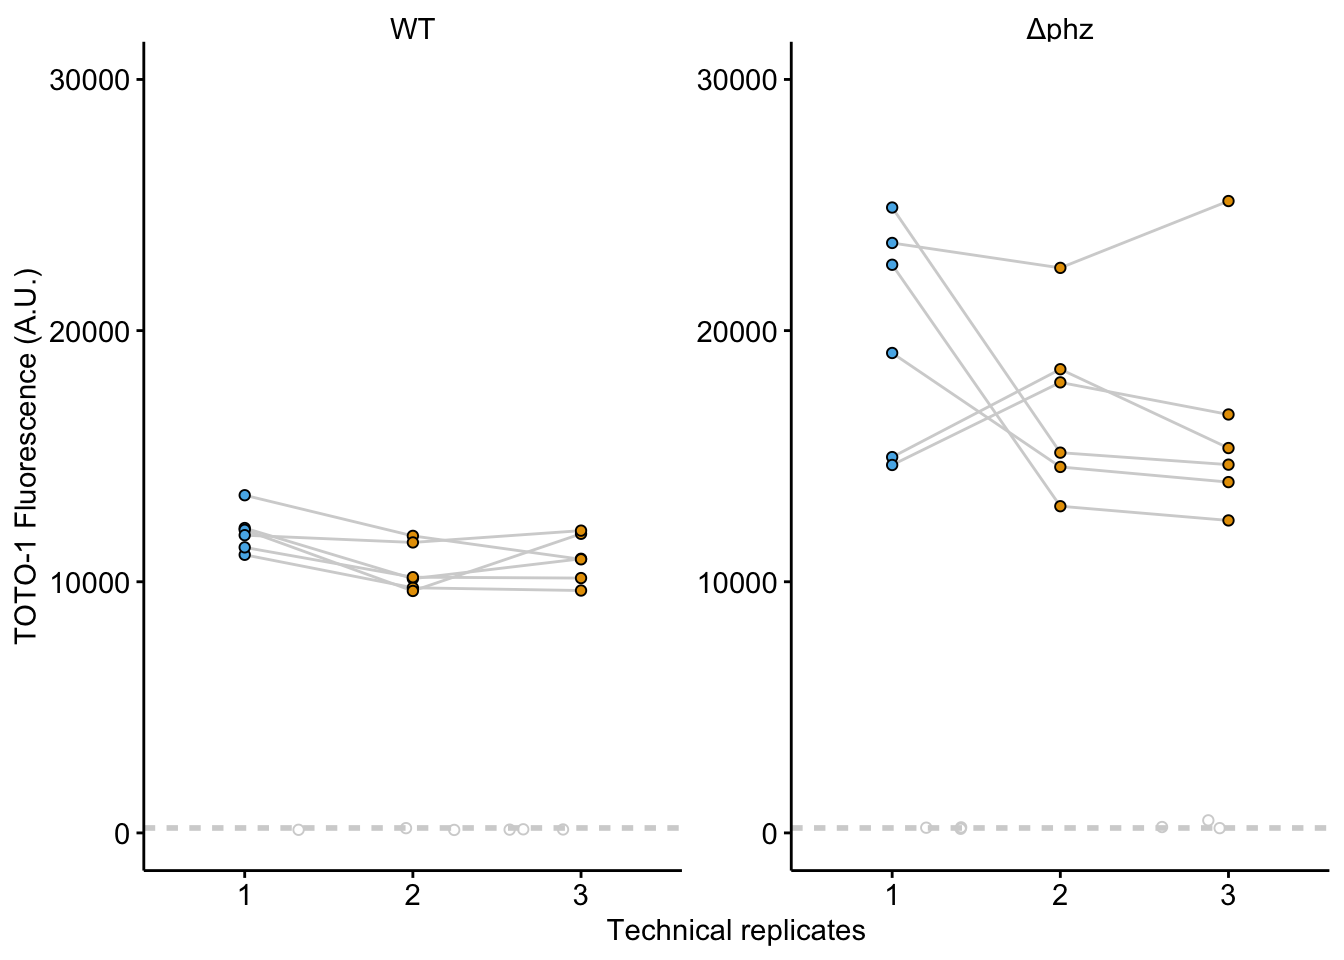 WT
Δphz
30000
20000
10000
0
30000
20000
10000
0
TOTO-1 Fluorescence (A.U.)
1 2 3
1 2 3
Technical replicates